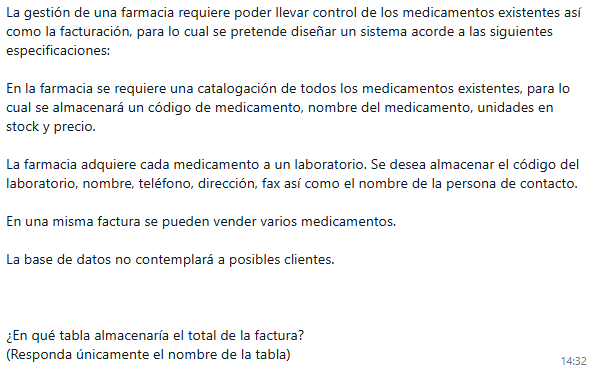 La gestión de una farmacia requiere poder llevar control de los medicamentos existentes así
como la facturación, para lo cual se pretende diseñar un sistema acorde a las siguientes
especificaciones:
En la farmacia se requiere una catalogación de todos los medicamentos existentes, para lo
cual se almacenará un código de medicamento, nombre del medicamento, unidades en
stock y precio.
La farmacia adquiere cada medicamento a un laboratorio. Se desea almacenar el código del
laboratorio, nombre, teléfono, dirección, fax así como el nombre de la persona de contacto.
En una misma factura se pueden vender varios medicamentos.
La base de datos no contemplará a posibles clientes.
¿En qué tabla almacenaría el total de la factura?
(Responda únicamente el nombre de la tabla)
14:32